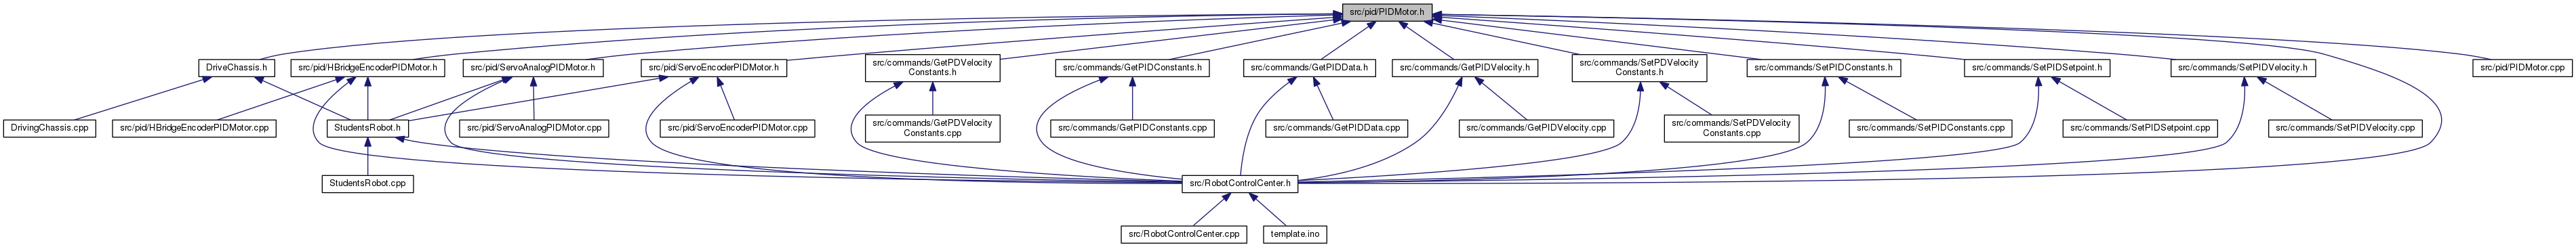 src/pid/PIDMotor.h
DriveChassis.h
src/pid/HBridgeEncoderPIDMotor.h
src/pid/ServoAnalogPIDMotor.h
src/pid/ServoEncoderPIDMotor.h
src/commands/GetPDVelocity
Constants.h
src/commands/GetPIDConstants.h
src/commands/GetPIDData.h
src/commands/GetPIDVelocity.h
src/commands/SetPDVelocity
Constants.h
src/commands/SetPIDConstants.h
src/commands/SetPIDSetpoint.h
src/commands/SetPIDVelocity.h
src/pid/PIDMotor.cpp
DrivingChassis.cpp
src/pid/HBridgeEncoderPIDMotor.cpp
StudentsRobot.h
src/pid/ServoAnalogPIDMotor.cpp
src/pid/ServoEncoderPIDMotor.cpp
src/commands/GetPDVelocity
Constants.cpp
src/commands/GetPIDConstants.cpp
src/commands/GetPIDData.cpp
src/commands/GetPIDVelocity.cpp
src/commands/SetPDVelocity
Constants.cpp
src/commands/SetPIDConstants.cpp
src/commands/SetPIDSetpoint.cpp
src/commands/SetPIDVelocity.cpp
StudentsRobot.cpp
src/RobotControlCenter.h
src/RobotControlCenter.cpp
template.ino